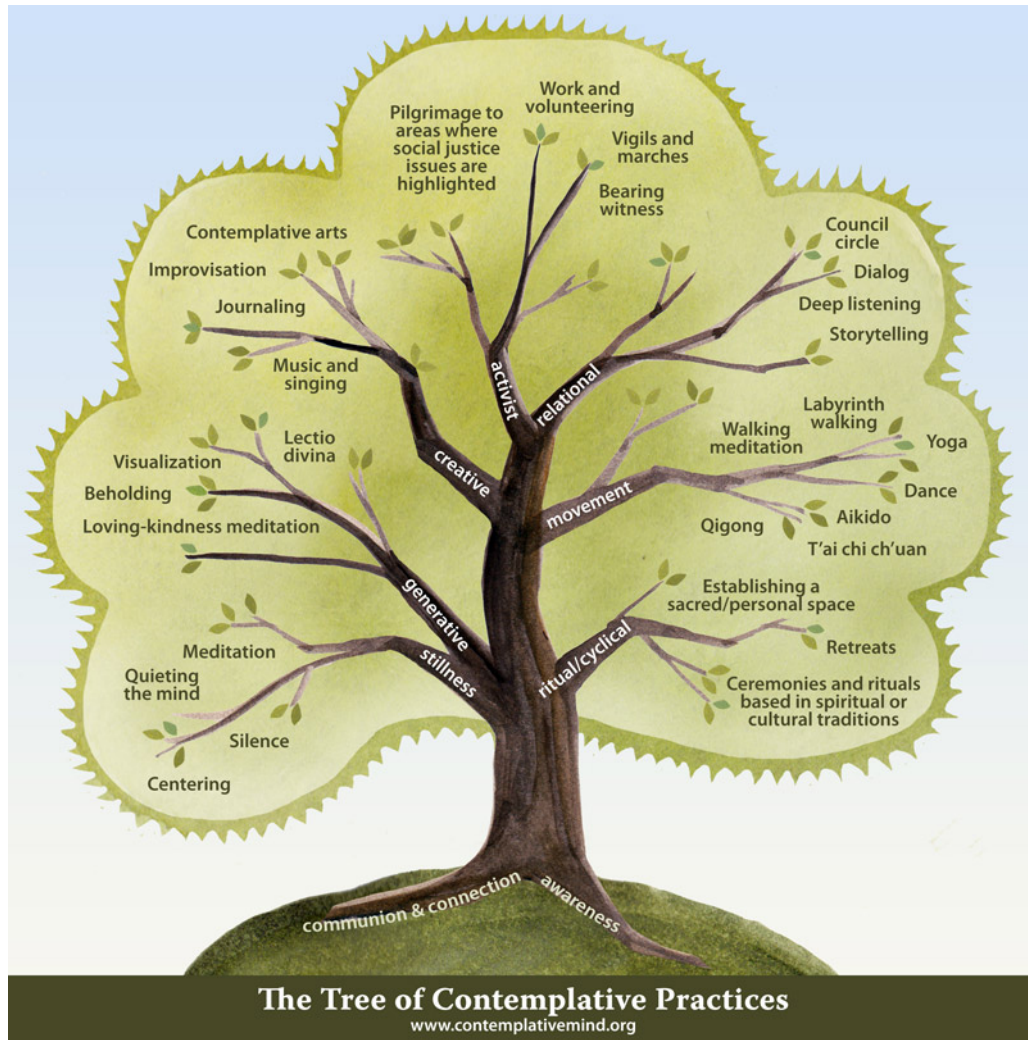 Work and
volunteering
Pilgrimage to
areas where
social justice
issues are
highlighted
Vigils and
marches
Bearing
witness
Contemplative arts
Improvisation
Journaling
Music and
singing
Council
circle
Dialog
Deep listening
Storytelling
activist
relational
creative
movement
Labyrinth
walking
Walking
meditation
Yoga
Dance
Aikido
Qigong
T'ai chi ch'uan
Lectio
divina
Visualization
Beholding
Loving-kindness meditation
generative
stillness
ritual/cyclical
Establishing a
sacred/personal space
Retreats
Ceremonies and rituals
based in spiritual or
cultural traditions
Meditation
Quieting
the mind
Silence
Centering
communion & connection
awareness
The Tree of Contemplative Practices
www.contemplativemind.org